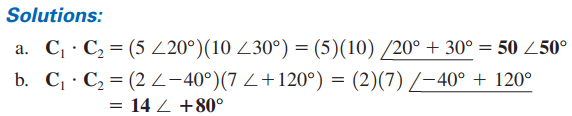 Solutions:
a. C₁ · C₂ = (5 ∠20°)(10 ∠30°) = (5)(10) ∠20° + 30° = 50 ∠50°
b. C₁ · C₂ = (2 ∠−40°)(7 ∠+120°) = (2)(7) ∠−40° + 120°
= 14 ∠ +80°